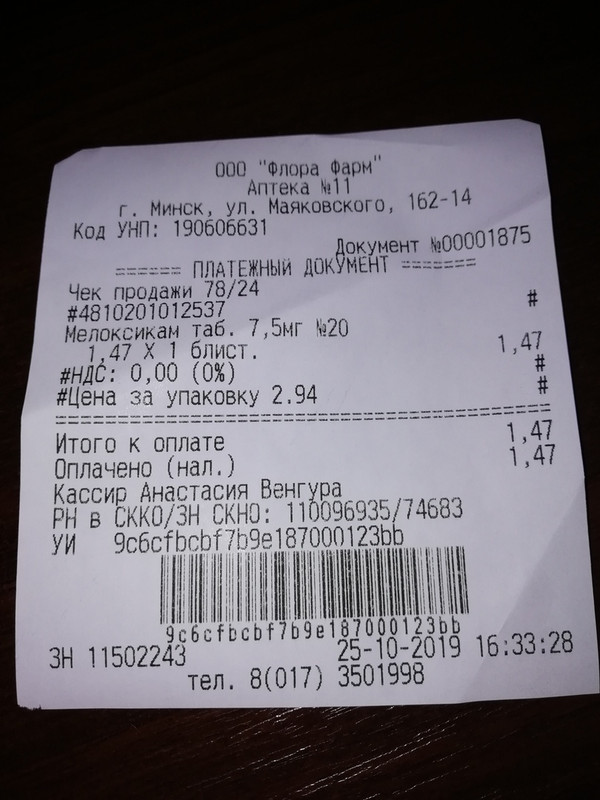 ООО "Флора Фарм"
Аптека №11
г. Минск, ул. Маяковского, 162-14
Код УНП: 190606631
Документ №00001875
====== ПЛАТЕЖНЫЙ ДОКУМЕНТ =======
Чек продажи 78/24
#4810201012537 #
Мелоксикам таб. 7,5мг №20
1,47 X 1 блист. 1,47
#НДС: 0,00 (0%) #
#Цена за упаковку 2.94 #
Итого к оплате 1,47
Оплачено (нал.) 1,47
Кассир Анастасия Венгура
РН в СККО/ЗН СКНО: 110096935/74683
УИ 9c6cfbcbf7b9e187000123bb
9c6cfbcbf7b9e187000123bb
ЗН 11502243 25-10-2019 16:33:28
тел. 8(017) 3501998